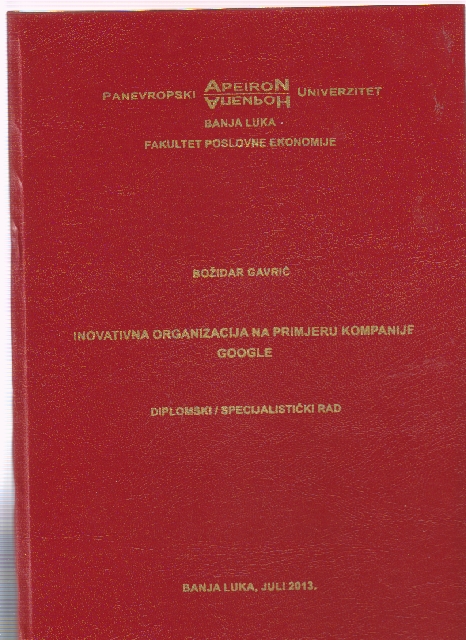 PANEVROPSKI APEIRON UNIVERZITET
BANJA LUKA
FAKULTET POSLOVNE EKONOMIJE
BOŽIDAR GAVRIĆ
INOVATIVNA ORGANIZACIJA NA PRIMJERU KOMPANIJE
GOOGLE
DIPLOMSKI / SPECIJALISTIČKI RAD
BANJA LUKA, JULI 2013.